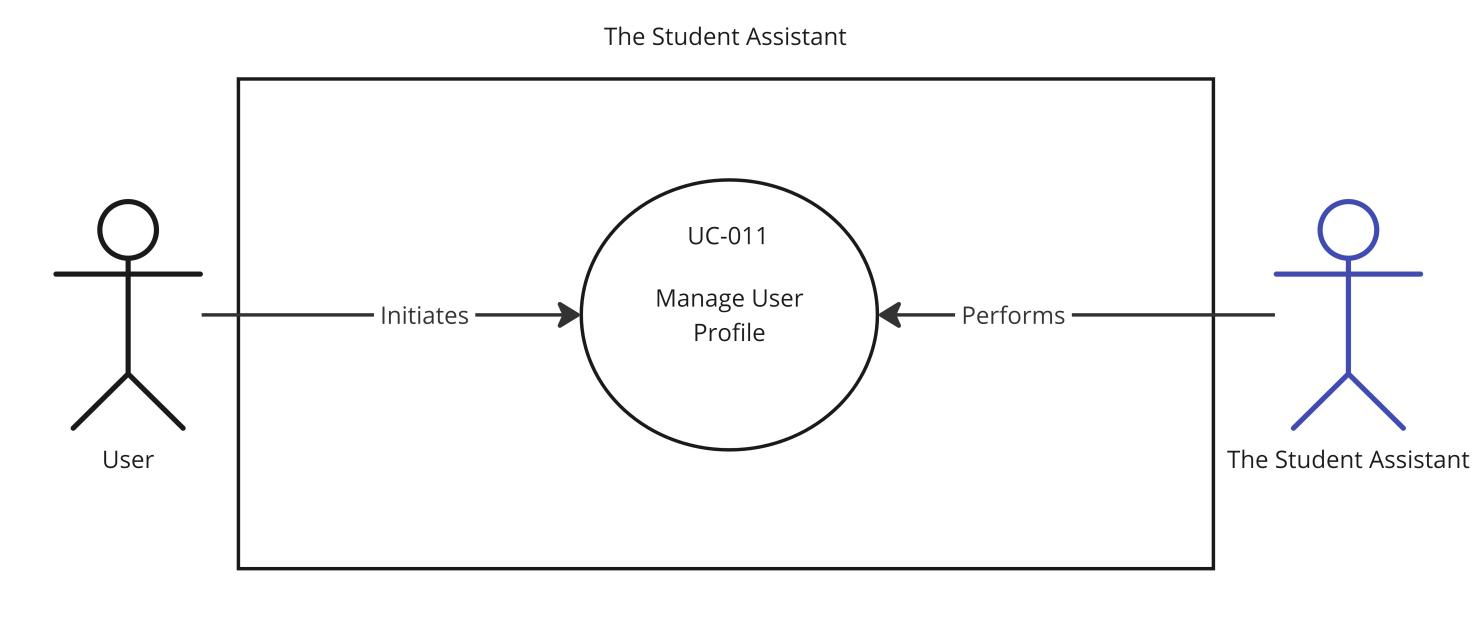 The Student Assistant
UC-011
Manage User
Profile
Initiates
Performs
User
The Student Assistant